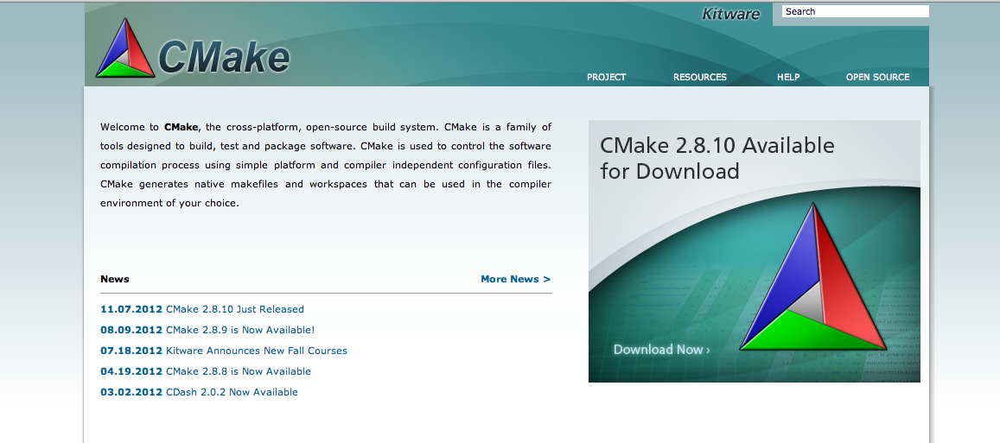 Kitware
Search
CMake
PROJECT
RESOURCES
HELP
OPEN SOURCE
Welcome to CMake, the cross-platform, open-source build system. CMake is a family of
tools designed to build, test and package software. CMake is used to control the software
compilation process using simple platform and compiler independent configuration files.
CMake generates native makefiles and workspaces that can be used in the compiler
environment of your choice.
CMake 2.8.10 Available
for Download
Download Now ›
News
More News >
11.07.2012 CMake 2.8.10 Just Released
08.09.2012 CMake 2.8.9 is Now Available!
07.18.2012 Kitware Announces New Fall Courses
04.19.2012 CMake 2.8.8 is Now Available
03.02.2012 CDash 2.0.2 Now Available